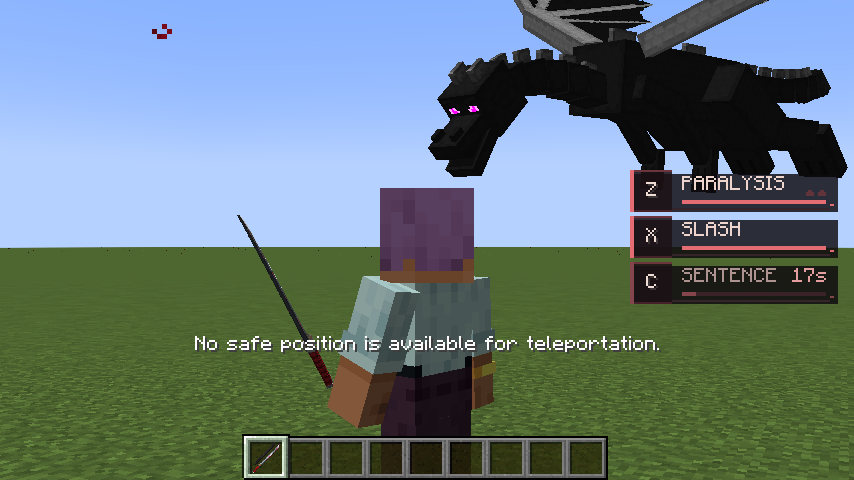 Z PARALYSIS
X SLASH
C SENTENCE 17s
No safe position is available for teleportation.